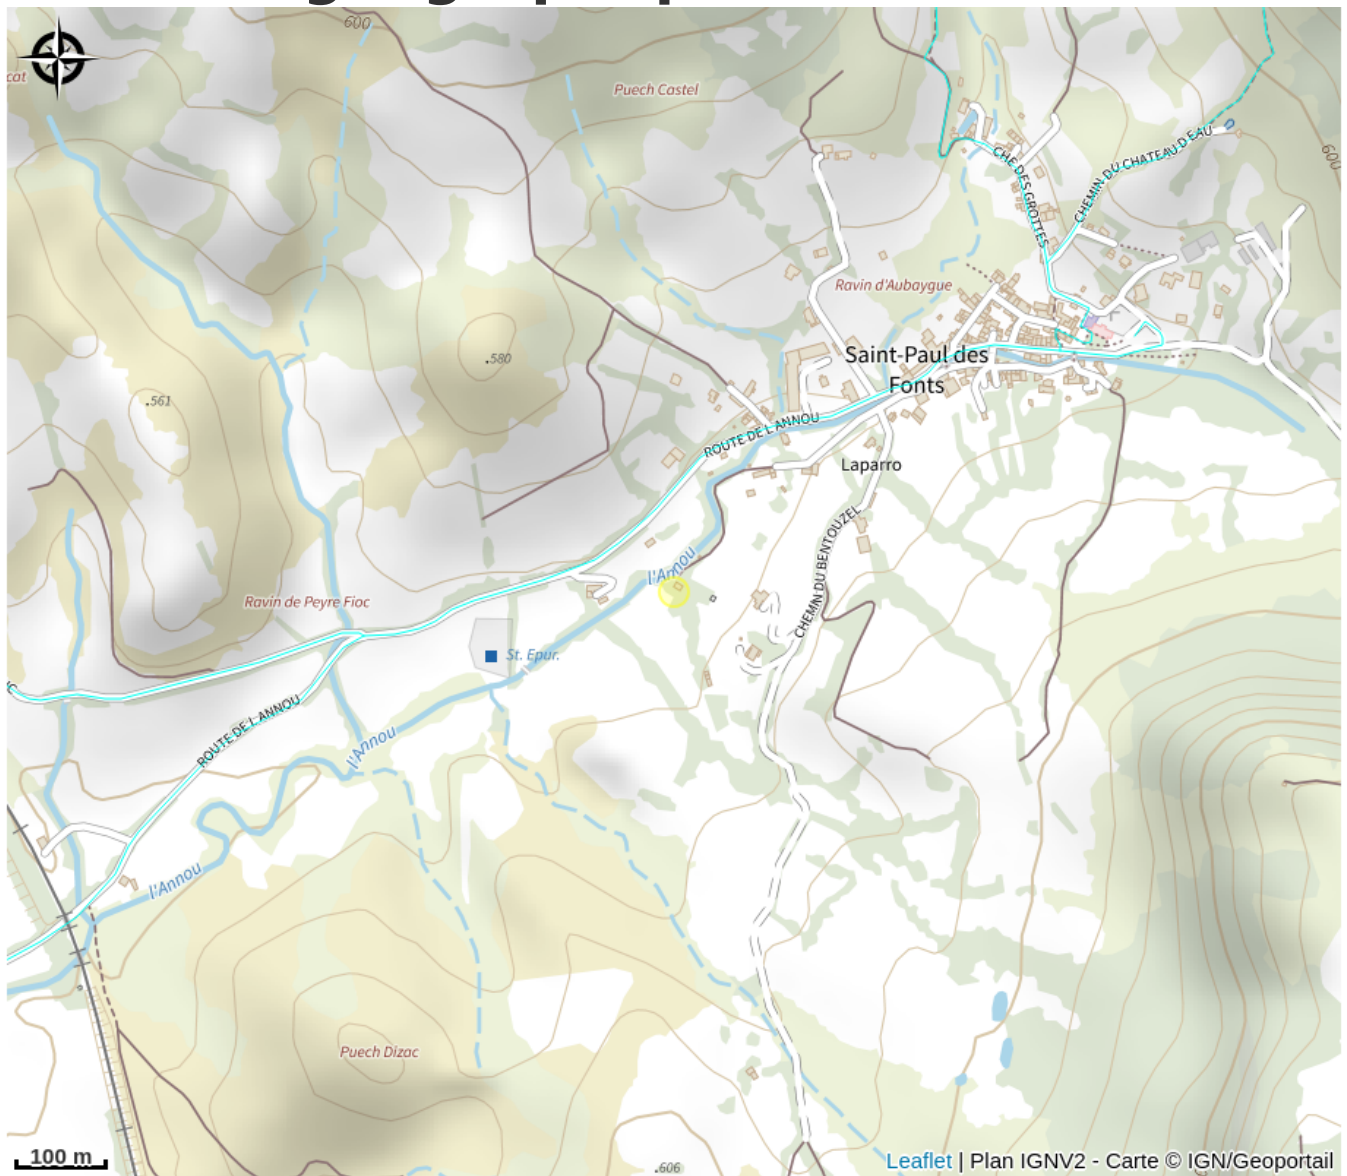 600
cat
Puech Castel
CHE DES GROTTES
CHEMIN DU CHATEAU D EAU
600
Ravin d'Aubaygue
.580
Saint-Paul des
Fonts
.561
ROUTE DE L ANNOU
Laparro
CHEMIN DU BENTOUZEL
l'Annou
Ravin de Peyre Fioc
St. Epur.
ROUTE DE L ANNOU
l'Annou
l'Annou
Puech Dizac
100 m
.606
Leaflet | Plan IGNV2 - Carte © IGN/Geoportail